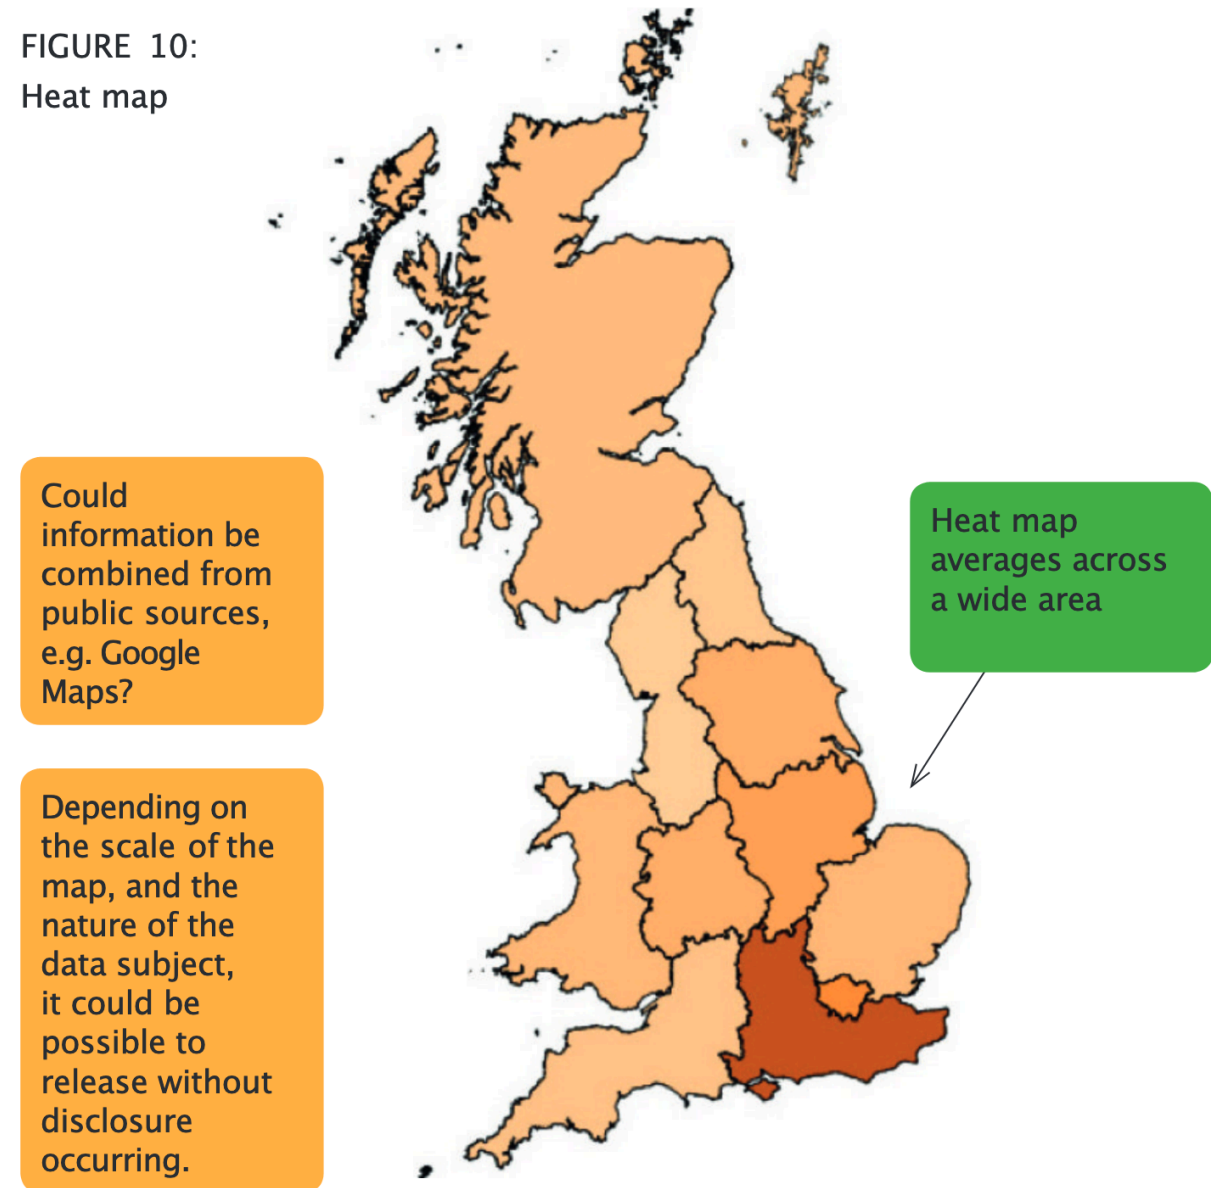 FIGURE 10:
Heat map
Could
information be
combined from
public sources,
e.g. Google
Maps?
Heat map
averages across
a wide area
Depending on
the scale of the
map, and the
nature of the
data subject,
it could be
possible to
release without
disclosure
occurring.